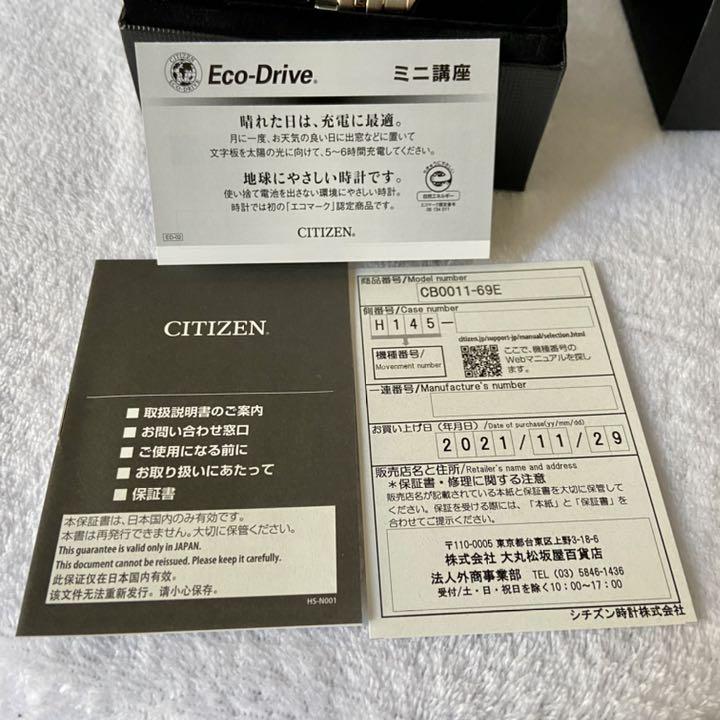 CITIZEN
ECO-DRIVE
Eco-Drive® ミニ講座
晴れた日は、充電に最適。
月に一度、お天気の良い日に出窓などに置いて
文字板を太陽の光に向けて、5～6時間充電してください。
地球にやさしい時計です。
使い捨て電池を出さない環境にやさしい時計。
時計では初の「エコマーク」認定商品です。
エコマーク認定番号
CITIZEN®
ED-02
CITIZEN®
■ 取扱説明書のご案内
■ お問い合わせ窓口
■ ご使用になる前に
■ お取り扱いにあたって
■ 保証書
本保証書は、日本国内のみ有効です。
本書は再発行できません。大切に保管ください。
This guarantee is valid only in JAPAN.
This document cannot be reissued. Please keep it carefully.
此保证仅在日本国内有效。
该文件无法重新发行。请小心保存。
HS-N001
商品番号/Model number
CB0011-69E
側番号/Case number
H145-
citizen.jp/support-jp/manual/selection.html
機種番号/
Movenment number
ここで、機種番号の
Webマニュアルを探し
ます。
一連番号/Manufacture's number
お買い上げ日（年月日）/Date of purchase(yy/mm/dd)
2021/11/29
販売店名と住所/Retailer's name and address
＊保証書・修理に関する注意
販売店名が記載されている本紙と保証書を大切に保管して
ください。保証を受ける際には、「本紙」と「保証書」を
合わせてご提示ください。
〒110-0005 東京都台東区上野3-18-6
株式会社 大丸松坂屋百貨店
法人外商事業部 TEL (03) 5846-1436
受付/土・日・祝日を除く10：00～17：00
シチズン時計株式会社